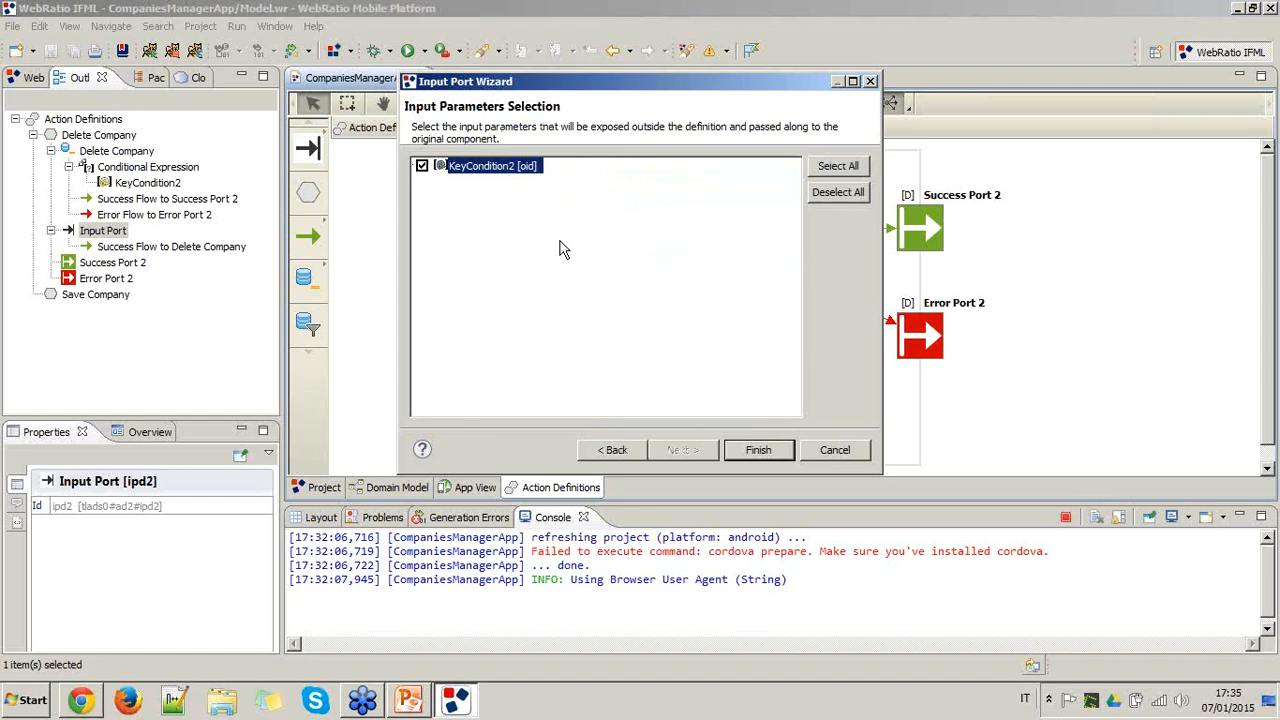 WebRatio IFML - CompaniesManagerApp/Model.wr - WebRatio Mobile Platform
File Edit View Navigate Search Project Run Window Help
WebRatio IFML
Web Outl Pac Clo
CompaniesManagerA
Action Def
Action Definitions
Delete Company
Delete Company
Conditional Expression
KeyCondition2
Success Flow to Success Port 2
Error Flow to Error Port 2
Input Port
Success Flow to Delete Company
Success Port 2
Error Port 2
Save Company
Input Port Wizard
Input Parameters Selection
Select the input parameters that will be exposed outside the definition and passed along to the
original component.
KeyCondition2 [oid]
Select All
Deselect All
< Back Next > Finish Cancel
[D] Success Port 2
[D] Error Port 2
Properties Overview
Input Port [ipd2]
Id ipd2 [tlads0#ad2#ipd2]
Project Domain Model App View Action Definitions
Layout Problems Generation Errors Console
[17:32:06,716] [CompaniesManagerApp] refreshing project (platform: android) ...
[17:32:06,719] [CompaniesManagerApp] Failed to execute command: cordova prepare. Make sure you've installed cordova.
[17:32:06,722] [CompaniesManagerApp] ... done.
[17:32:07,945] [CompaniesManagerApp] INFO: Using Browser User Agent (String)
1 item(s) selected
Start
IT
17:35
07/01/2015